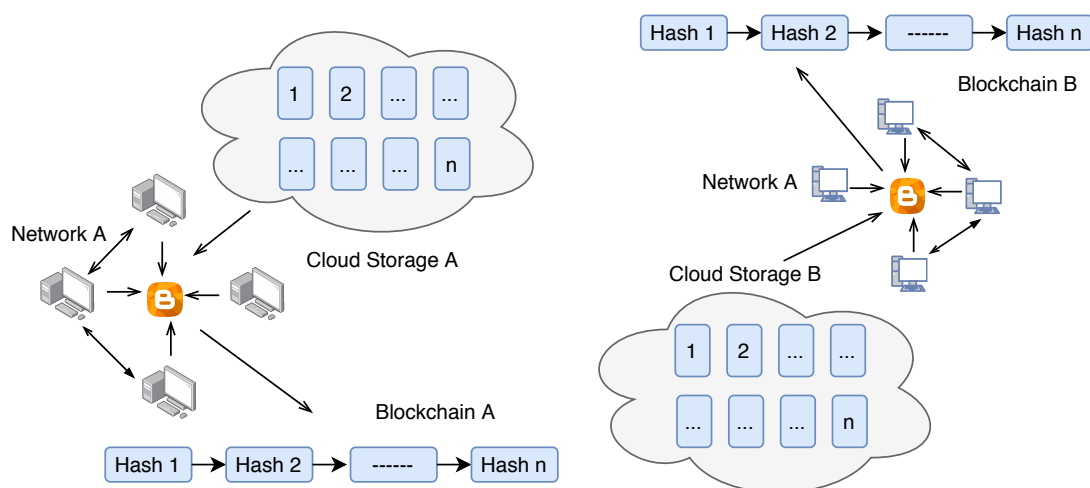 1 2 ... ...
... ... ... n
Network A
Cloud Storage A
Blockchain A
Hash 1 Hash 2 ------ Hash n
Hash 1 Hash 2 ------ Hash n
Blockchain B
Network A
Cloud Storage B
1 2 ... ...
... ... ... n